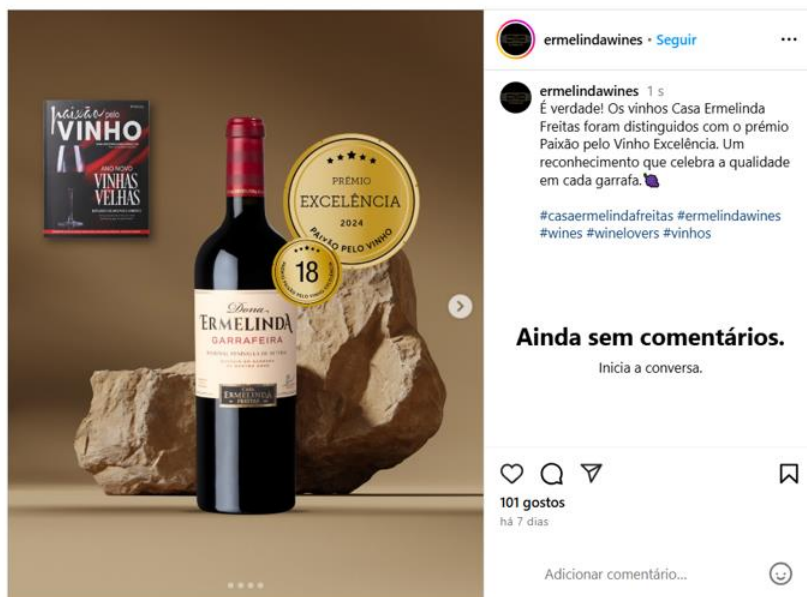 paixão pelo
VINHO
ANO NOVO
VINHAS
VELHAS
PRÉMIO
EXCELÊNCIA
2024
PAIXÃO PELO VINHO
18
Dona
ERMELINDA
GARRAFEIRA
CASA
ERMELINDA
FREITAS
ermelindawines • Seguir
ermelindawines 1 s
É verdade! Os vinhos Casa Ermelinda
Freitas foram distinguidos com o prémio
Paixão pelo Vinho Excelência. Um
reconhecimento que celebra a qualidade
em cada garrafa.🍇
#casaermelindafreitas #ermelindawines
#wines #winelovers #vinhos
Ainda sem comentários.
Inicia a conversa.
101 gostos
há 7 dias
Adicionar comentário...